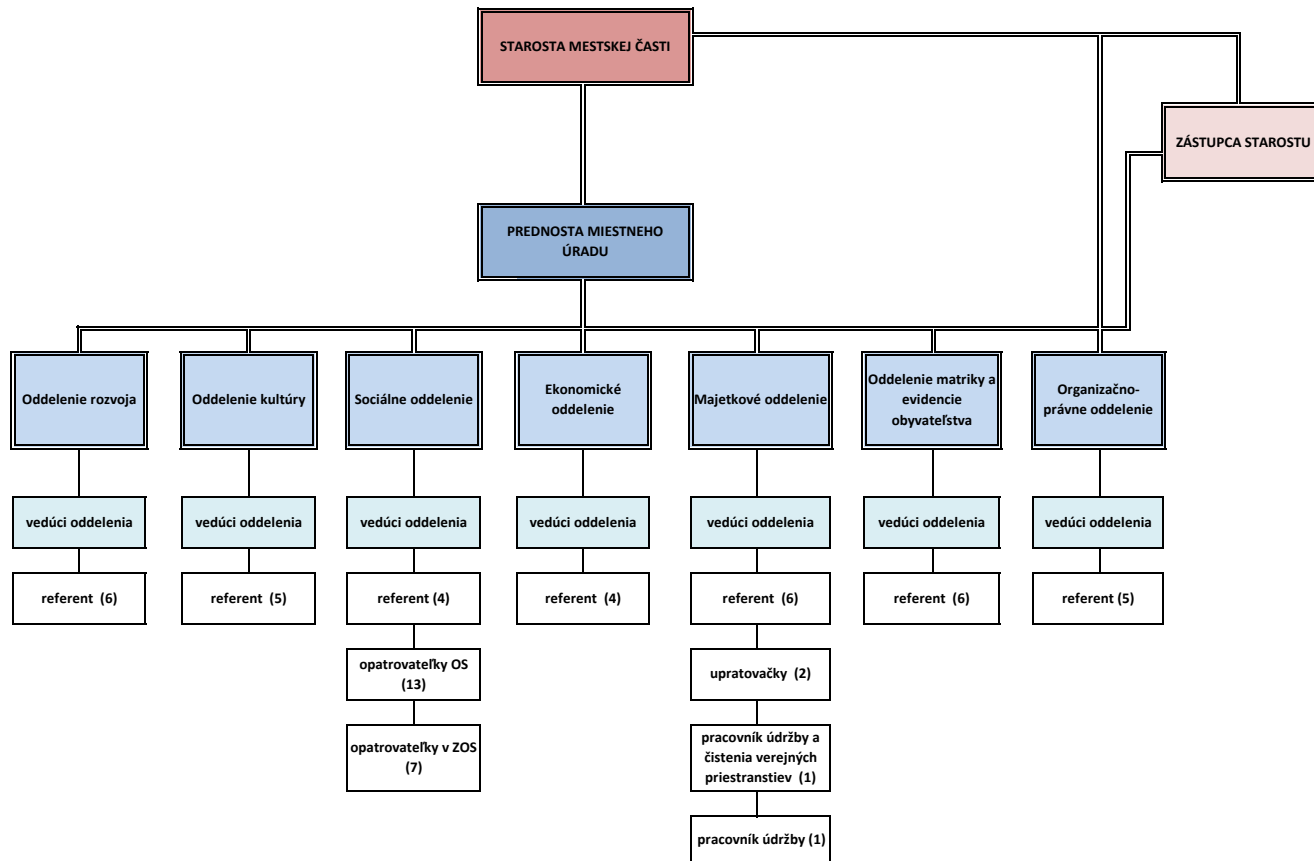 STAROSTA MESTSKEJ ČASTI
ZÁSTUPCA STAROSTU
PREDNOSTA MIESTNEHO
ÚRADU
Oddelenie rozvoja
Oddelenie kultúry
Sociálne oddelenie
Ekonomické
oddelenie
Majetkové oddelenie
Oddelenie matriky a
evidencie
obyvateľstva
Organizačno-
právne oddelenie
vedúci oddelenia
vedúci oddelenia
vedúci oddelenia
vedúci oddelenia
vedúci oddelenia
vedúci oddelenia
vedúci oddelenia
referent (6)
referent (5)
referent (4)
referent (4)
referent (6)
referent (6)
referent (5)
opatrovateľky OS
(13)
upratovačky (2)
opatrovateľky v ZOS
(7)
pracovník údržby a
čistenia verejných
priestranstiev (1)
pracovník údržby (1)